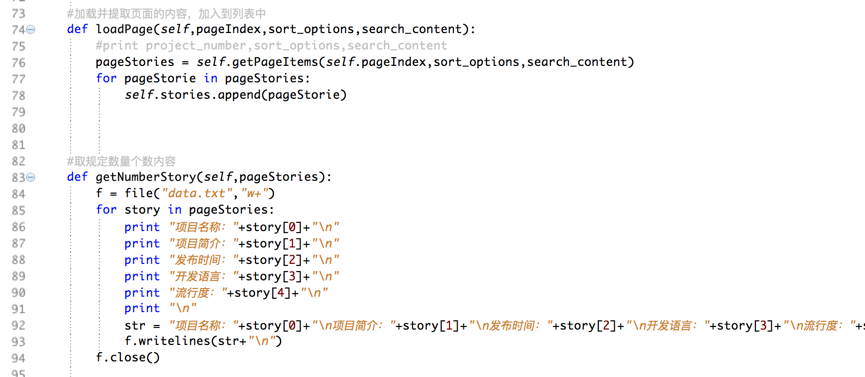 73 #加载并提取页面的内容，加入到列表中
74 def loadPage(self,pageIndex,sort_options,search_content):
75 #print project_number,sort_options,search_content
76 pageStories = self.getPageItems(self.pageIndex,sort_options,search_content)
77 for pageStorie in pageStories:
78 self.stories.append(pageStorie)
79
80
81
82 #取规定数量个数内容
83 def getNumberStory(self,pageStories):
84 f = file("data.txt","w+")
85 for story in pageStories:
86 print "项目名称："+story[0]+"\n"
87 print "项目简介："+story[1]+"\n"
88 print "发布时间："+story[2]+"\n"
89 print "开发语言："+story[3]+"\n"
90 print "流行度："+story[4]+"\n"
91 print "\n"
92 str = "项目名称："+story[0]+"\n项目简介："+story[1]+"\n发布时间："+story[2]+"\n开发语言："+story[3]+"\n流行度："+s
93 f.writelines(str+"\n")
94 f.close()
95